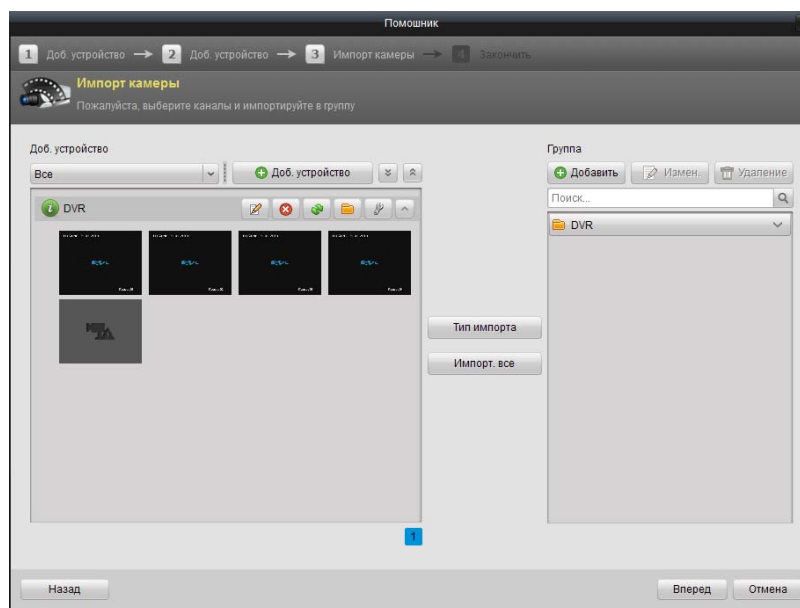 Помошник
1 Доб. устройство 2 Доб. устройство 3 Импорт камеры 4 Закончить
Импорт камеры
Пожалуйста, выберите каналы и импортируйте в группу
Доб. устройство
Все
Доб. устройство
DVR
1
Тип импорта
Импорт. все
Группа
Добавить Измен. Удаление
Поиск...
DVR
Назад Вперед Отмена